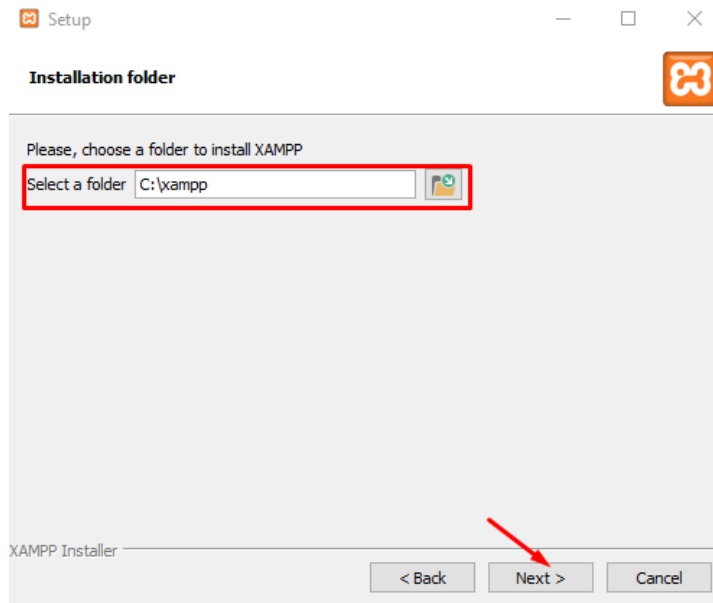 Setup
Installation folder
Please, choose a folder to install XAMPP
Select a folder C:\xampp
XAMPP Installer
< Back Next > Cancel